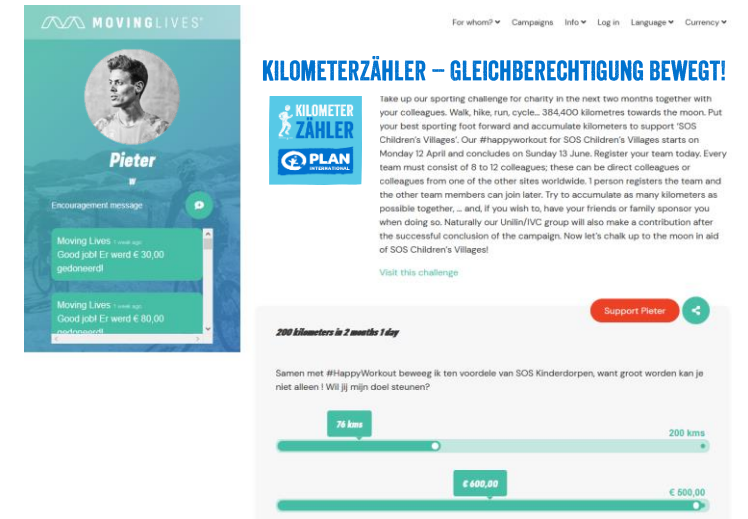 MOVINGLIVES
For whom?
Campaigns
Info
Log in
Language
Currency
Pieter
W
Encouragement message
Moving Lives 1 week ago
Good job! Er werd € 30,00
gedoneerd!
Moving Lives 1 week ago
Good job! Er werd € 80,00
gedoneerd!
KILOMETERZÄHLER – GLEICHBERECHTIGUNG BEWEGT!
KILOMETER
ZÄHLER
PLAN
INTERNATIONAL
Take up our sporting challenge for charity in the next two months together with
your colleagues. Walk, hike, run, cycle... 384,400 kilometres towards the moon. Put
your best sporting foot forward and accumulate kilometers to support 'SOS
Children's Villages'. Our #happyworkout for SOS Children's Villages starts on
Monday 12 April and concludes on Sunday 13 June. Register your team today. Every
team must consist of 8 to 12 colleagues; these can be direct colleagues or
colleagues from one of the other sites worldwide. 1 person registers the team and
the other team members can join later. Try to accumulate as many kilometers as
possible together, ... and, if you wish to, have your friends or family sponsor you
when doing so. Naturally our Unilin/IVC group will also make a contribution after
the successful conclusion of the campaign. Now let's chalk up to the moon in aid
of SOS Children's Villages!
Visit this challenge
Support Pieter
200 kilometers in 2 months 1 day
Samen met #HappyWorkout beweeg ik ten voordele van SOS Kinderdorpen, want groot worden kan je
niet alleen ! Wil jij mijn doel steunen?
76 kms
200 kms
€ 600,00
€ 500,00